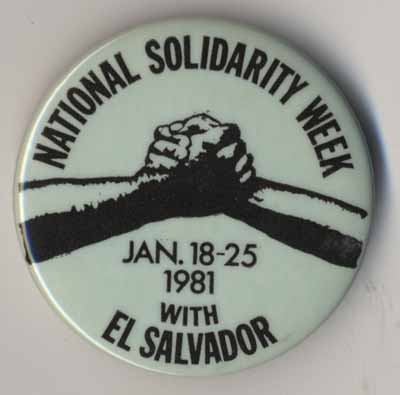 NATIONAL SOLIDARITY WEEK
JAN. 18-25
1981
WITH
EL SALVADOR